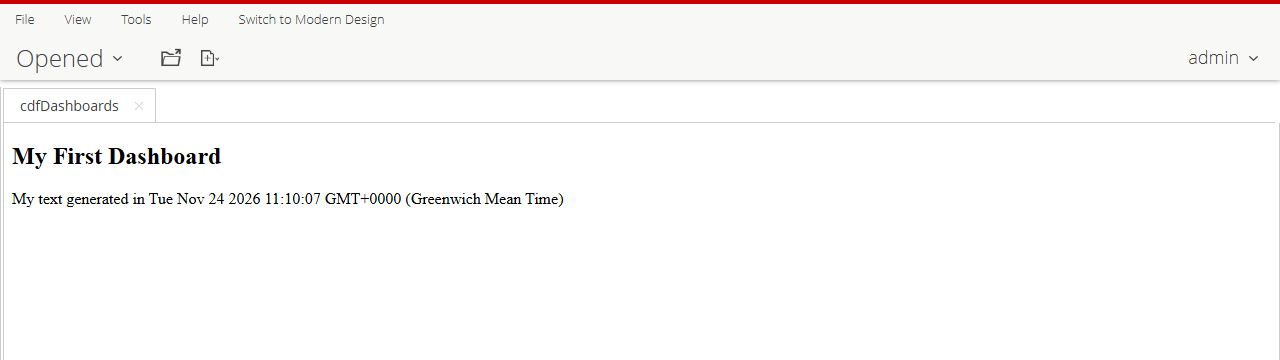 File View Tools Help Switch to Modern Design
Opened admin
cdfDashboards
My First Dashboard
My text generated in Tue Nov 24 2026 11:10:07 GMT+0000 (Greenwich Mean Time)